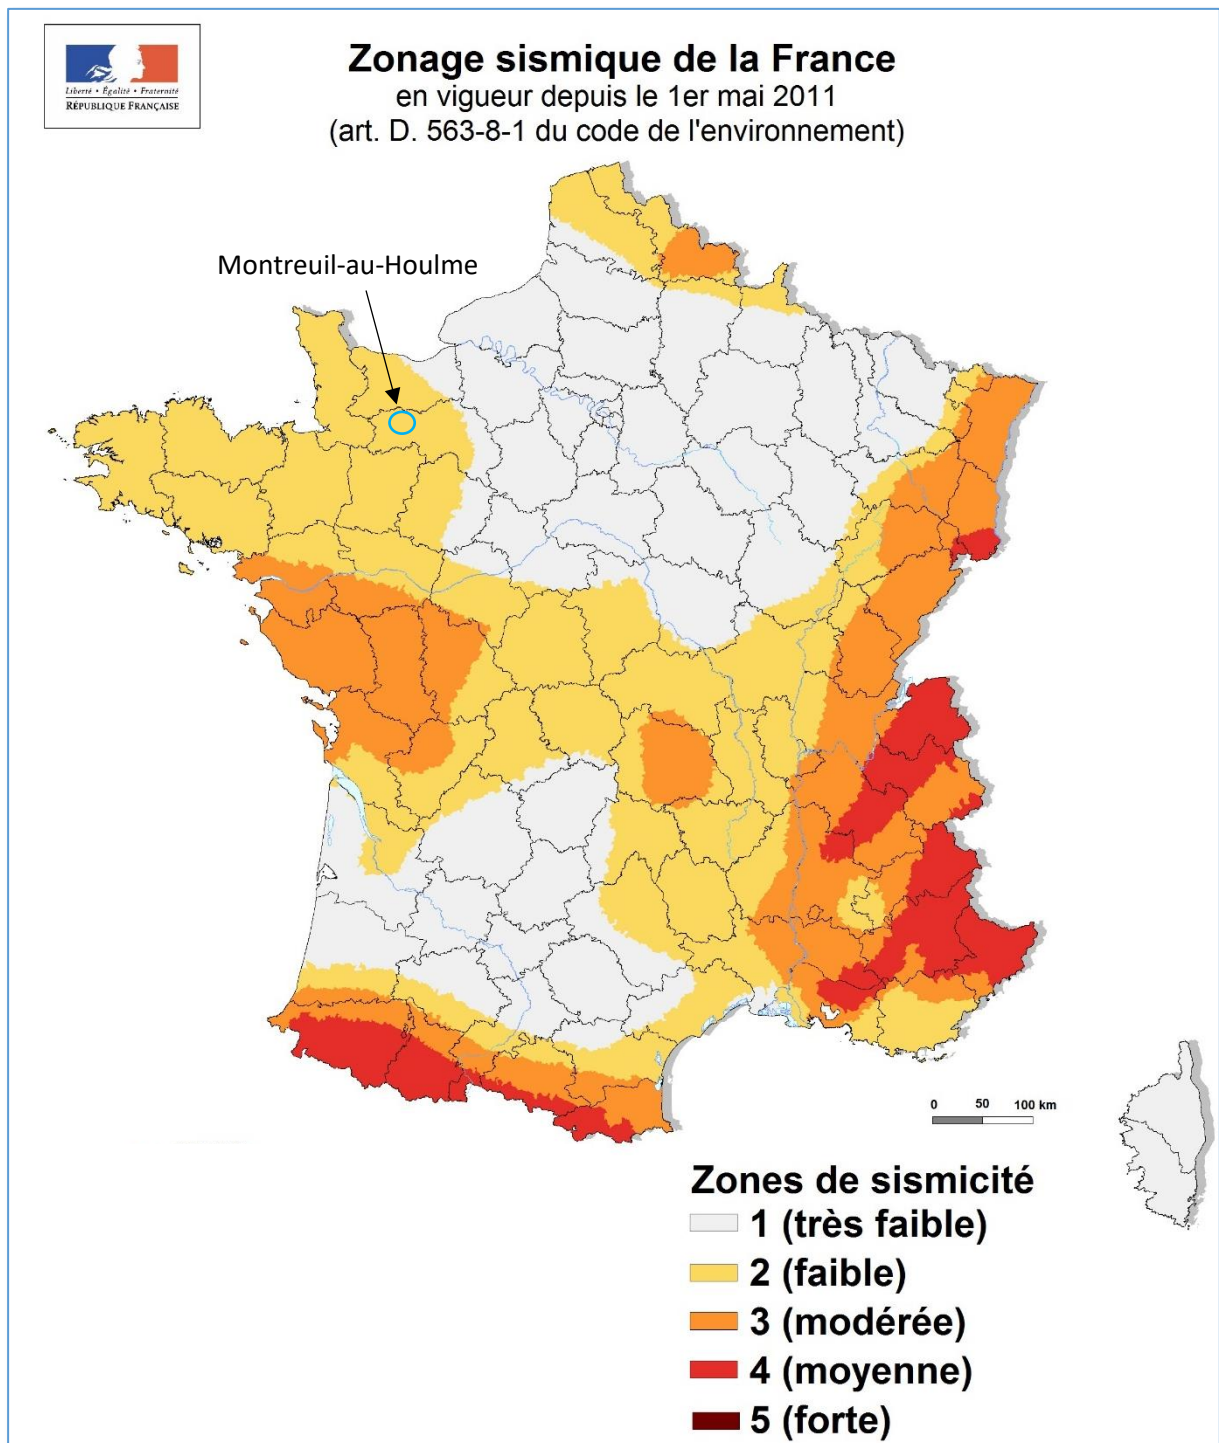 Liberté • Égalité • Fraternité
RÉPUBLIQUE FRANÇAISE
Zonage sismique de la France
en vigueur depuis le 1er mai 2011
(art. D. 563-8-1 du code de l'environnement)
Montreuil-au-Houlme
0 50 100 km
Zones de sismicité
1 (très faible)
2 (faible)
3 (modérée)
4 (moyenne)
5 (forte)